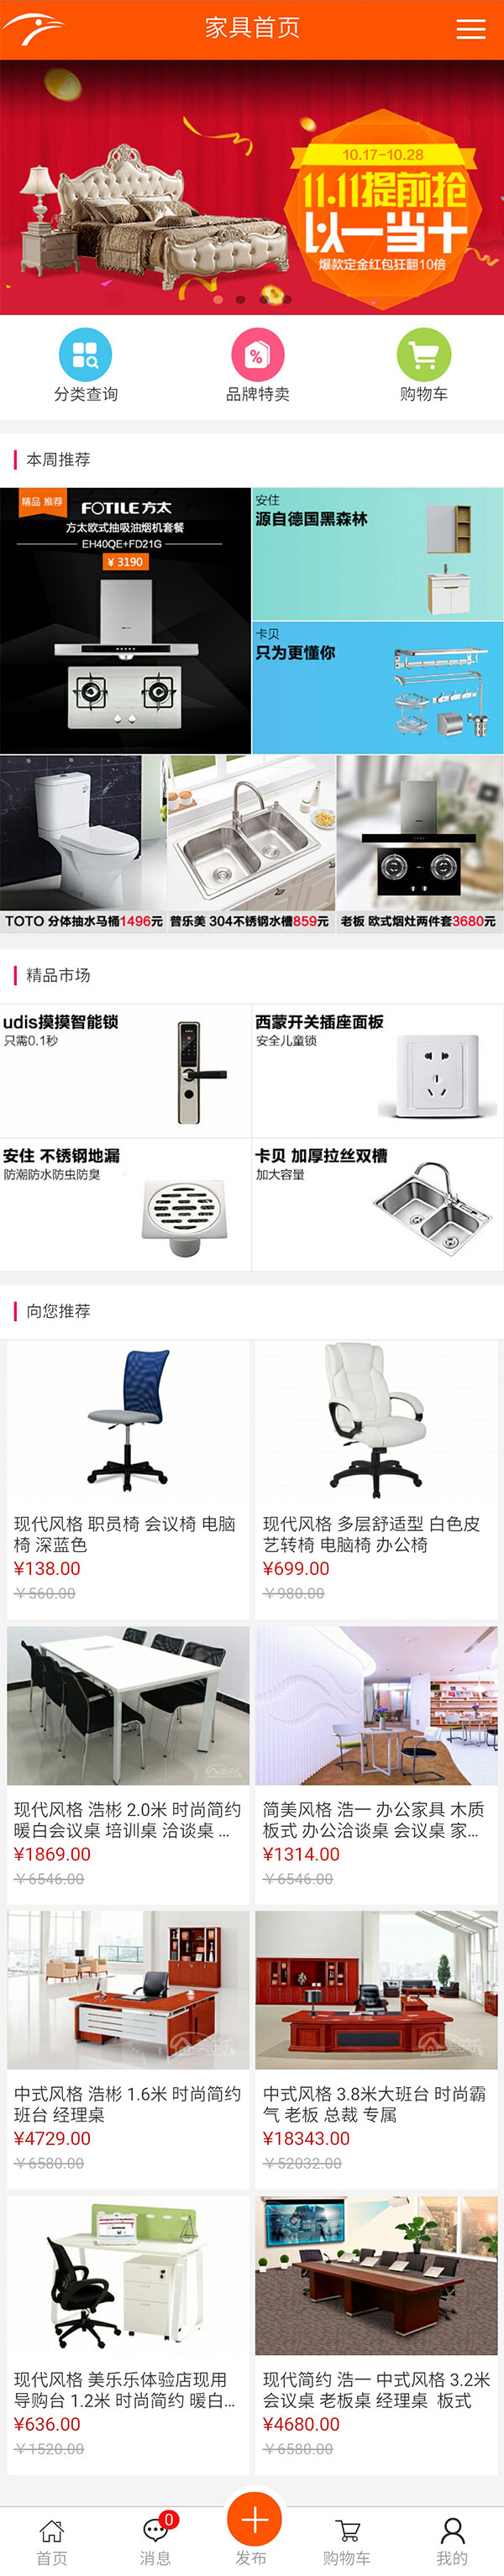 家具首页
10.17-10.28
11.11提前抢
以一当十
爆款定金红包狂翻10倍
分类查询
品牌特卖
购物车
本周推荐
精品 推荐
FOTILE 方太
方太欧式抽吸油烟机套餐
EH40QE+FD21G
¥ 3190
安住
源自德国黑森林
卡贝
只为更懂你
TOTO 分体抽水马桶1496元
普乐美 304不锈钢水槽859元
老板 欧式烟灶两件套3680元
精品市场
udis摸摸智能锁
只需0.1秒
西蒙开关插座面板
安全儿童锁
安住 不锈钢地漏
防潮防水防虫防臭
卡贝 加厚拉丝双槽
加大容量
向您推荐
现代风格 职员椅 会议椅 电脑
椅 深蓝色
¥138.00
￥560.00
现代风格 多层舒适型 白色皮
艺转椅 电脑椅 办公椅
¥699.00
￥980.00
现代风格 浩彬 2.0米 时尚简约
暖白会议桌 培训桌 洽谈桌 ...
¥1869.00
￥6546.00
简美风格 浩一 办公家具 木质
板式 办公洽谈桌 会议桌 家...
¥1314.00
￥6546.00
中式风格 浩彬 1.6米 时尚简约
班台 经理桌
¥4729.00
￥6580.00
中式风格 3.8米大班台 时尚霸
气 老板 总裁 专属
¥18343.00
￥52032.00
现代风格 美乐乐体验店现用
导购台 1.2米 时尚简约 暖白...
¥636.00
￥1520.00
现代简约 浩一 中式风格 3.2米
会议桌 老板桌 经理桌 板式
¥4680.00
￥6580.00
0
首页
消息
发布
购物车
我的